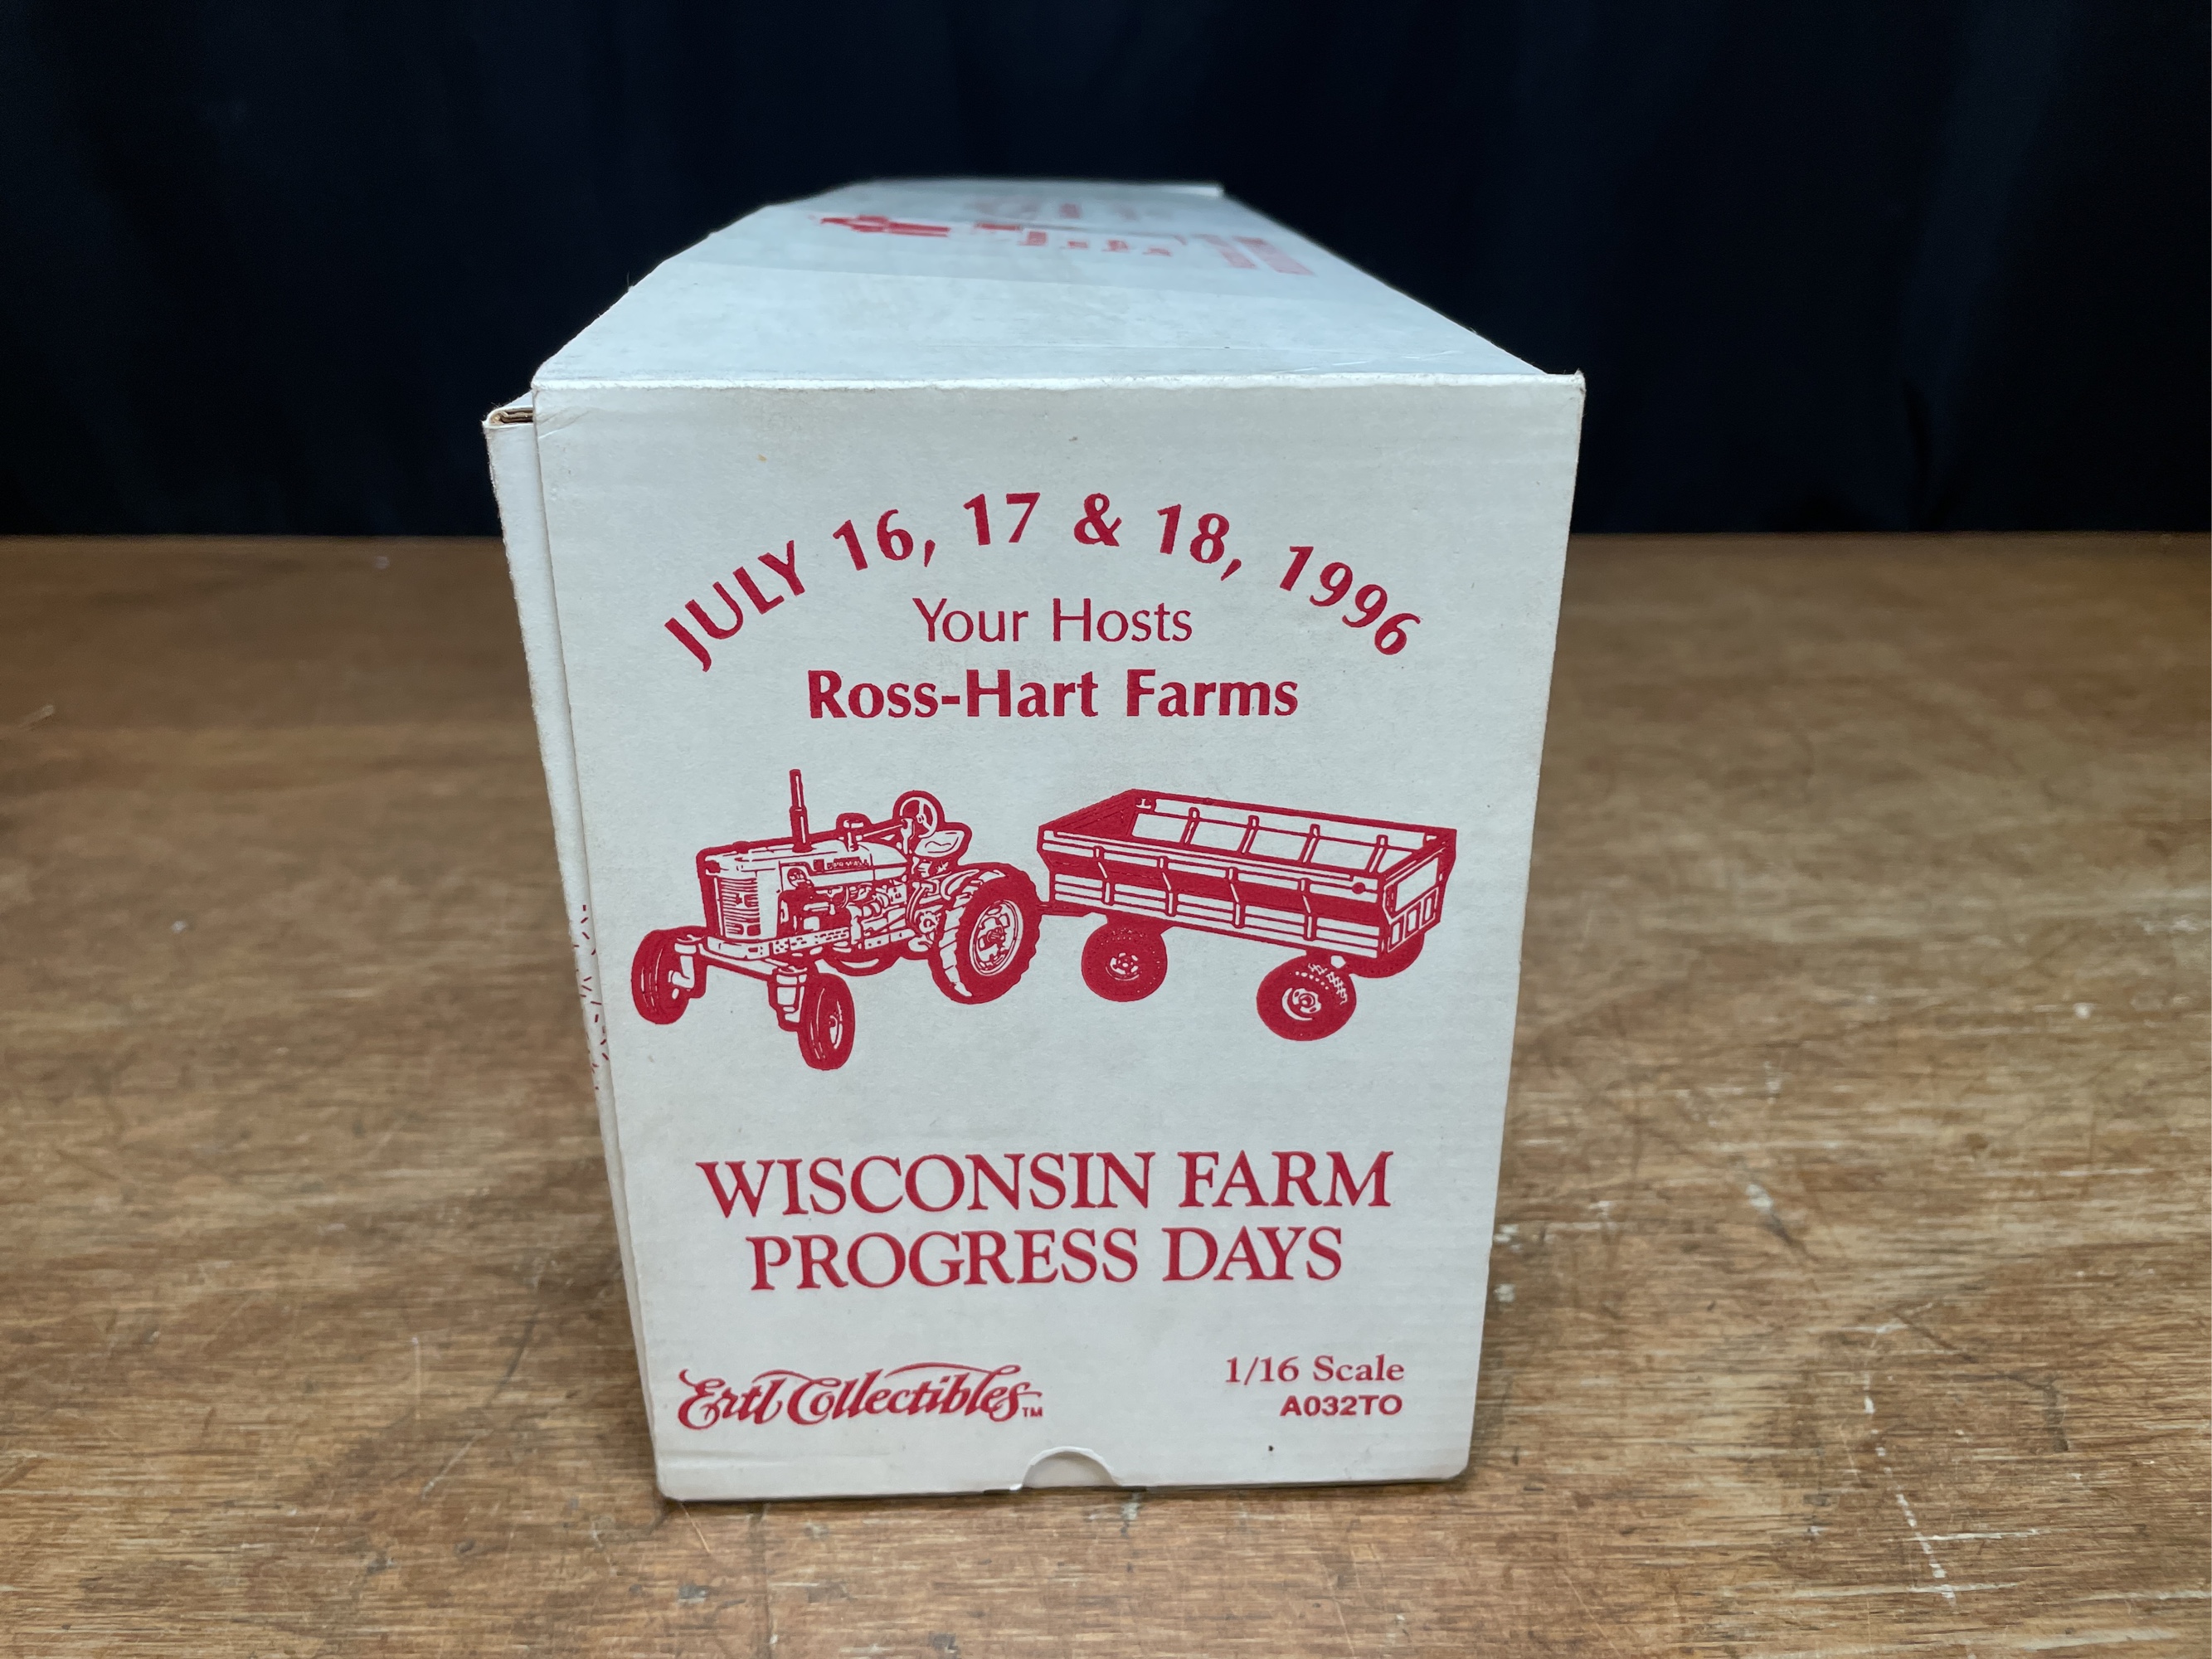 JULY 16, 17 & 18, 1996
Your Hosts
Ross-Hart Farms
WISCONSIN FARM
PROGRESS DAYS
Ertl Collectibles™
1/16 Scale
A032TO